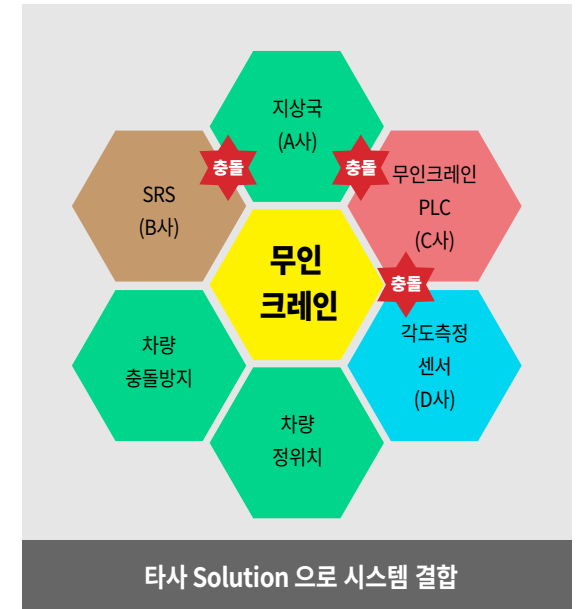 지상국
(A사)
충돌
충돌
SRS
(B사)
무인크레인
PLC
(C사)
무인
크레인
충돌
차량
충돌방지
각도측정
센서
(D사)
차량
정위치
타사 Solution 으로 시스템 결합